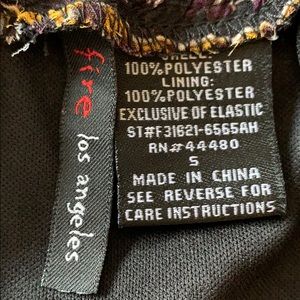 fire los angeles
SHELL:
100%POLYESTER
LINING:
100%POLYESTER
EXCLUSIVE OF ELASTIC
ST#F31621-6565AH
RN#44480
S
MADE IN CHINA
SEE REVERSE FOR
CARE INSTRUCTIONS